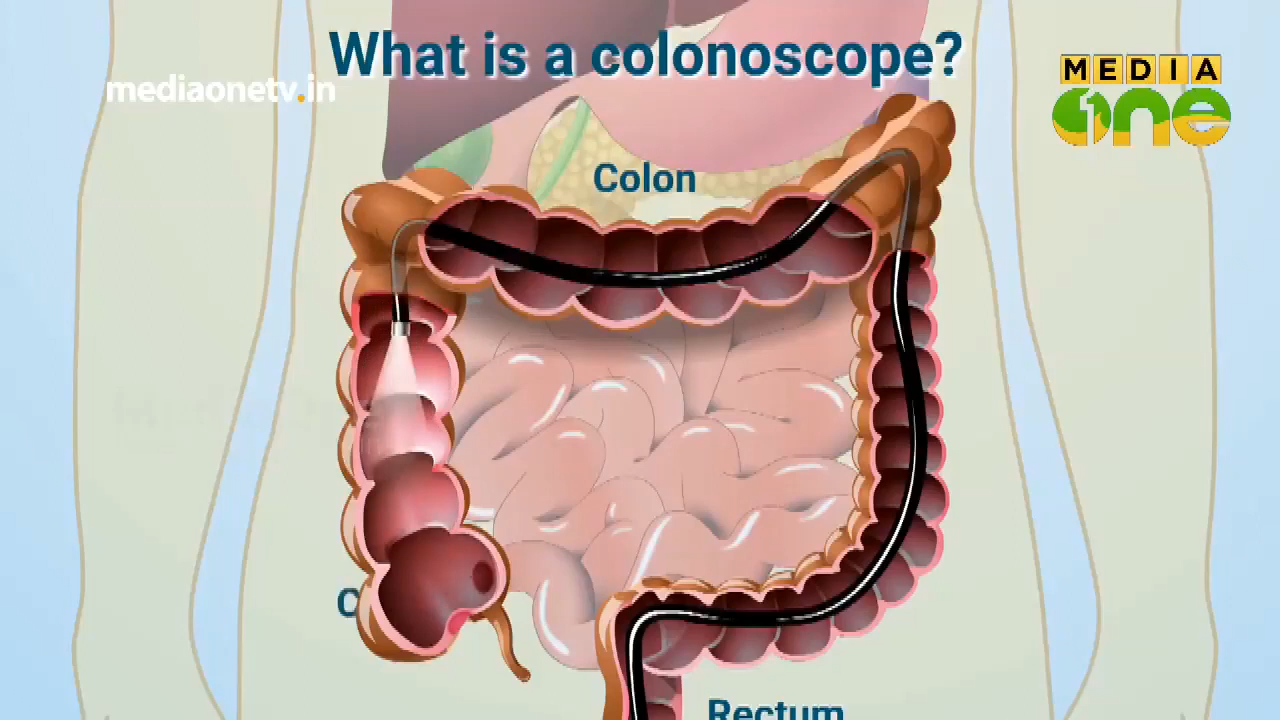 What is a colonoscope?
mediaonetv.in
MEDIA
one
Colon
C
Rectum